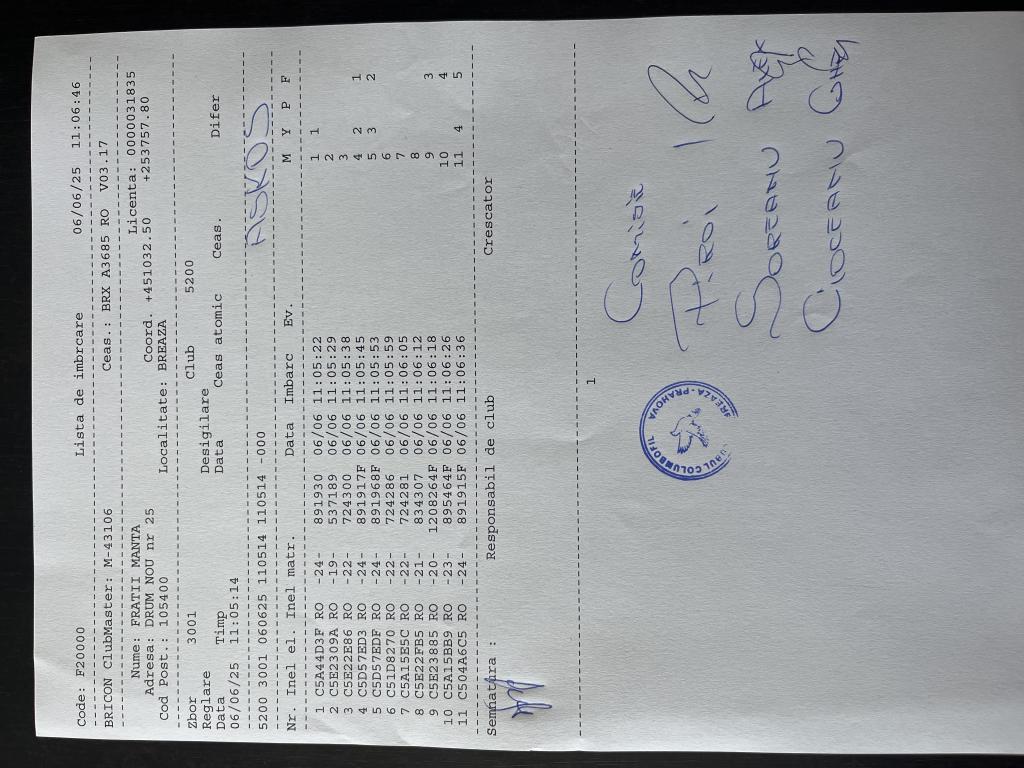 Code: F20000 Lista de imbrcare 06/06/25 11:06:46
BRICON ClubMaster: M-43106 Ceas.: BRX A3685 RO V03.17
Nume: FRATII MANTA Licenta: 0000031835
Adresa: DRUM NOU nr 25 Coord. +451032.50 +253757.80
Cod Post.: 105400 Localitate: BREAZA
Zbor 3001 Club 5200
Reglare Desigilare
Data Timp Data Ceas atomic Ceas. Difer
06/06/25 11:05:14
5200 3001 060625 110514 110514 -000 ASKOS
Nr. Inel el. Inel matr. Data Imbarc Ev. M Y P F
1 C5A44D3F RO -24- 891930 06/06 11:05:22 1 1
2 C5E2309A RO -19- 537189 06/06 11:05:29 2
3 C5E22E86 RO -22- 724300 06/06 11:05:38 3
4 C5D57ED3 RO -24- 891917F 06/06 11:05:45 4 2 1
5 C5D57EDF RO -24- 891968F 06/06 11:05:53 5 3 2
6 C51D8270 RO -22- 724286 06/06 11:05:59 6
7 C5A15E5C RO -22- 724281 06/06 11:06:05 7
8 C5E22FB5 RO -21- 834307 06/06 11:06:12 8
9 C5E23885 RO -20- 1208264F 06/06 11:06:18 9 3
10 C5A15BB9 RO -23- 895464F 06/06 11:06:26 10 4
11 C504A6C5 RO -24- 891915F 06/06 11:06:36 11 4 5
Semnatura : Responsabil de club Crescator
1
COLUMBOFIL
BREAZA-PRAHOVA
Comisie
P.ROI
SOREANU
CIOCEANU